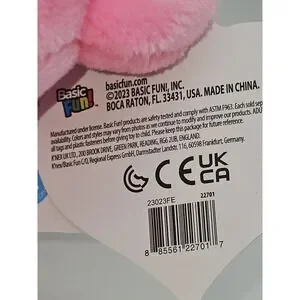 Basic
Fun!
basicfun.com
©2023 BASIC FUN!, INC.
BOCA RATON, FL, 33431, USA. MADE IN CHINA.
Manufactured under license. Basic Fun! products are safety tested and comply with ASTM F963. Each sold sep
availability. Colors and styles may vary from photos as we continue to modify and improve our products. ADU
all tags and plastic fasteners before giving toy to child. Please keep this package for future reference.
K'NEX UK LTD., 200 BROOK DRIVE, GREEN PARK, READING, RG2 6UB, ENGLAND.
K'nex/Basic Fun C/O, Regional Express GmbH, Darmstadter Landstr. 116, 60598 Frankfurt, Germany.
CE UK
CA
23023FE 22701
8 85561 22701 7